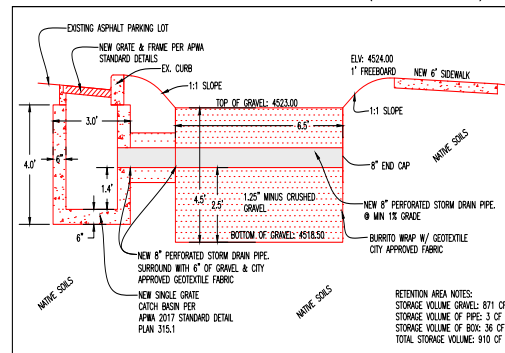 EXISTING ASPHALT PARKING LOT
NEW GRATE & FRAME PER APWA
STANDARD DETAILS
EX. CURB
1:1 SLOPE
ELV: 4524.00
1' FREEBOARD
NEW 6' SIDEWALK
1:1 SLOPE
TOP OF GRAVEL: 4523.00
3.0'
6.5'
4.0'
6"
NATIVE SOILS
8" END CAP
1.4'
4.5'
2.5'
1.25" MINUS CRUSHED
GRAVEL
NEW 8" PERFORATED STORM DRAIN PIPE.
@ MIN 1% GRADE
6"
BOTTOM OF GRAVEL: 4518.50
BURRITO WRAP W/ GEOTEXTILE
CITY APPROVED FABRIC
NEW 8" PERFORATED STORM DRAIN PIPE.
SURROUND WITH 6" OF GRAVEL & CITY
APPROVED GEOTEXTILE FABRIC
NATIVE SOILS
NEW SINGLE GRATE
CATCH BASIN PER
APWA 2017 STANDARD DETAIL
PLAN 315.1
NATIVE SOILS
RETENTION AREA NOTES:
STORAGE VOLUME GRAVEL: 871 CF
STORAGE VOLUME OF PIPE: 3 CF
STORAGE VOLUME OF BOX: 36 CF
TOTAL STORAGE VOLUME: 910 CF